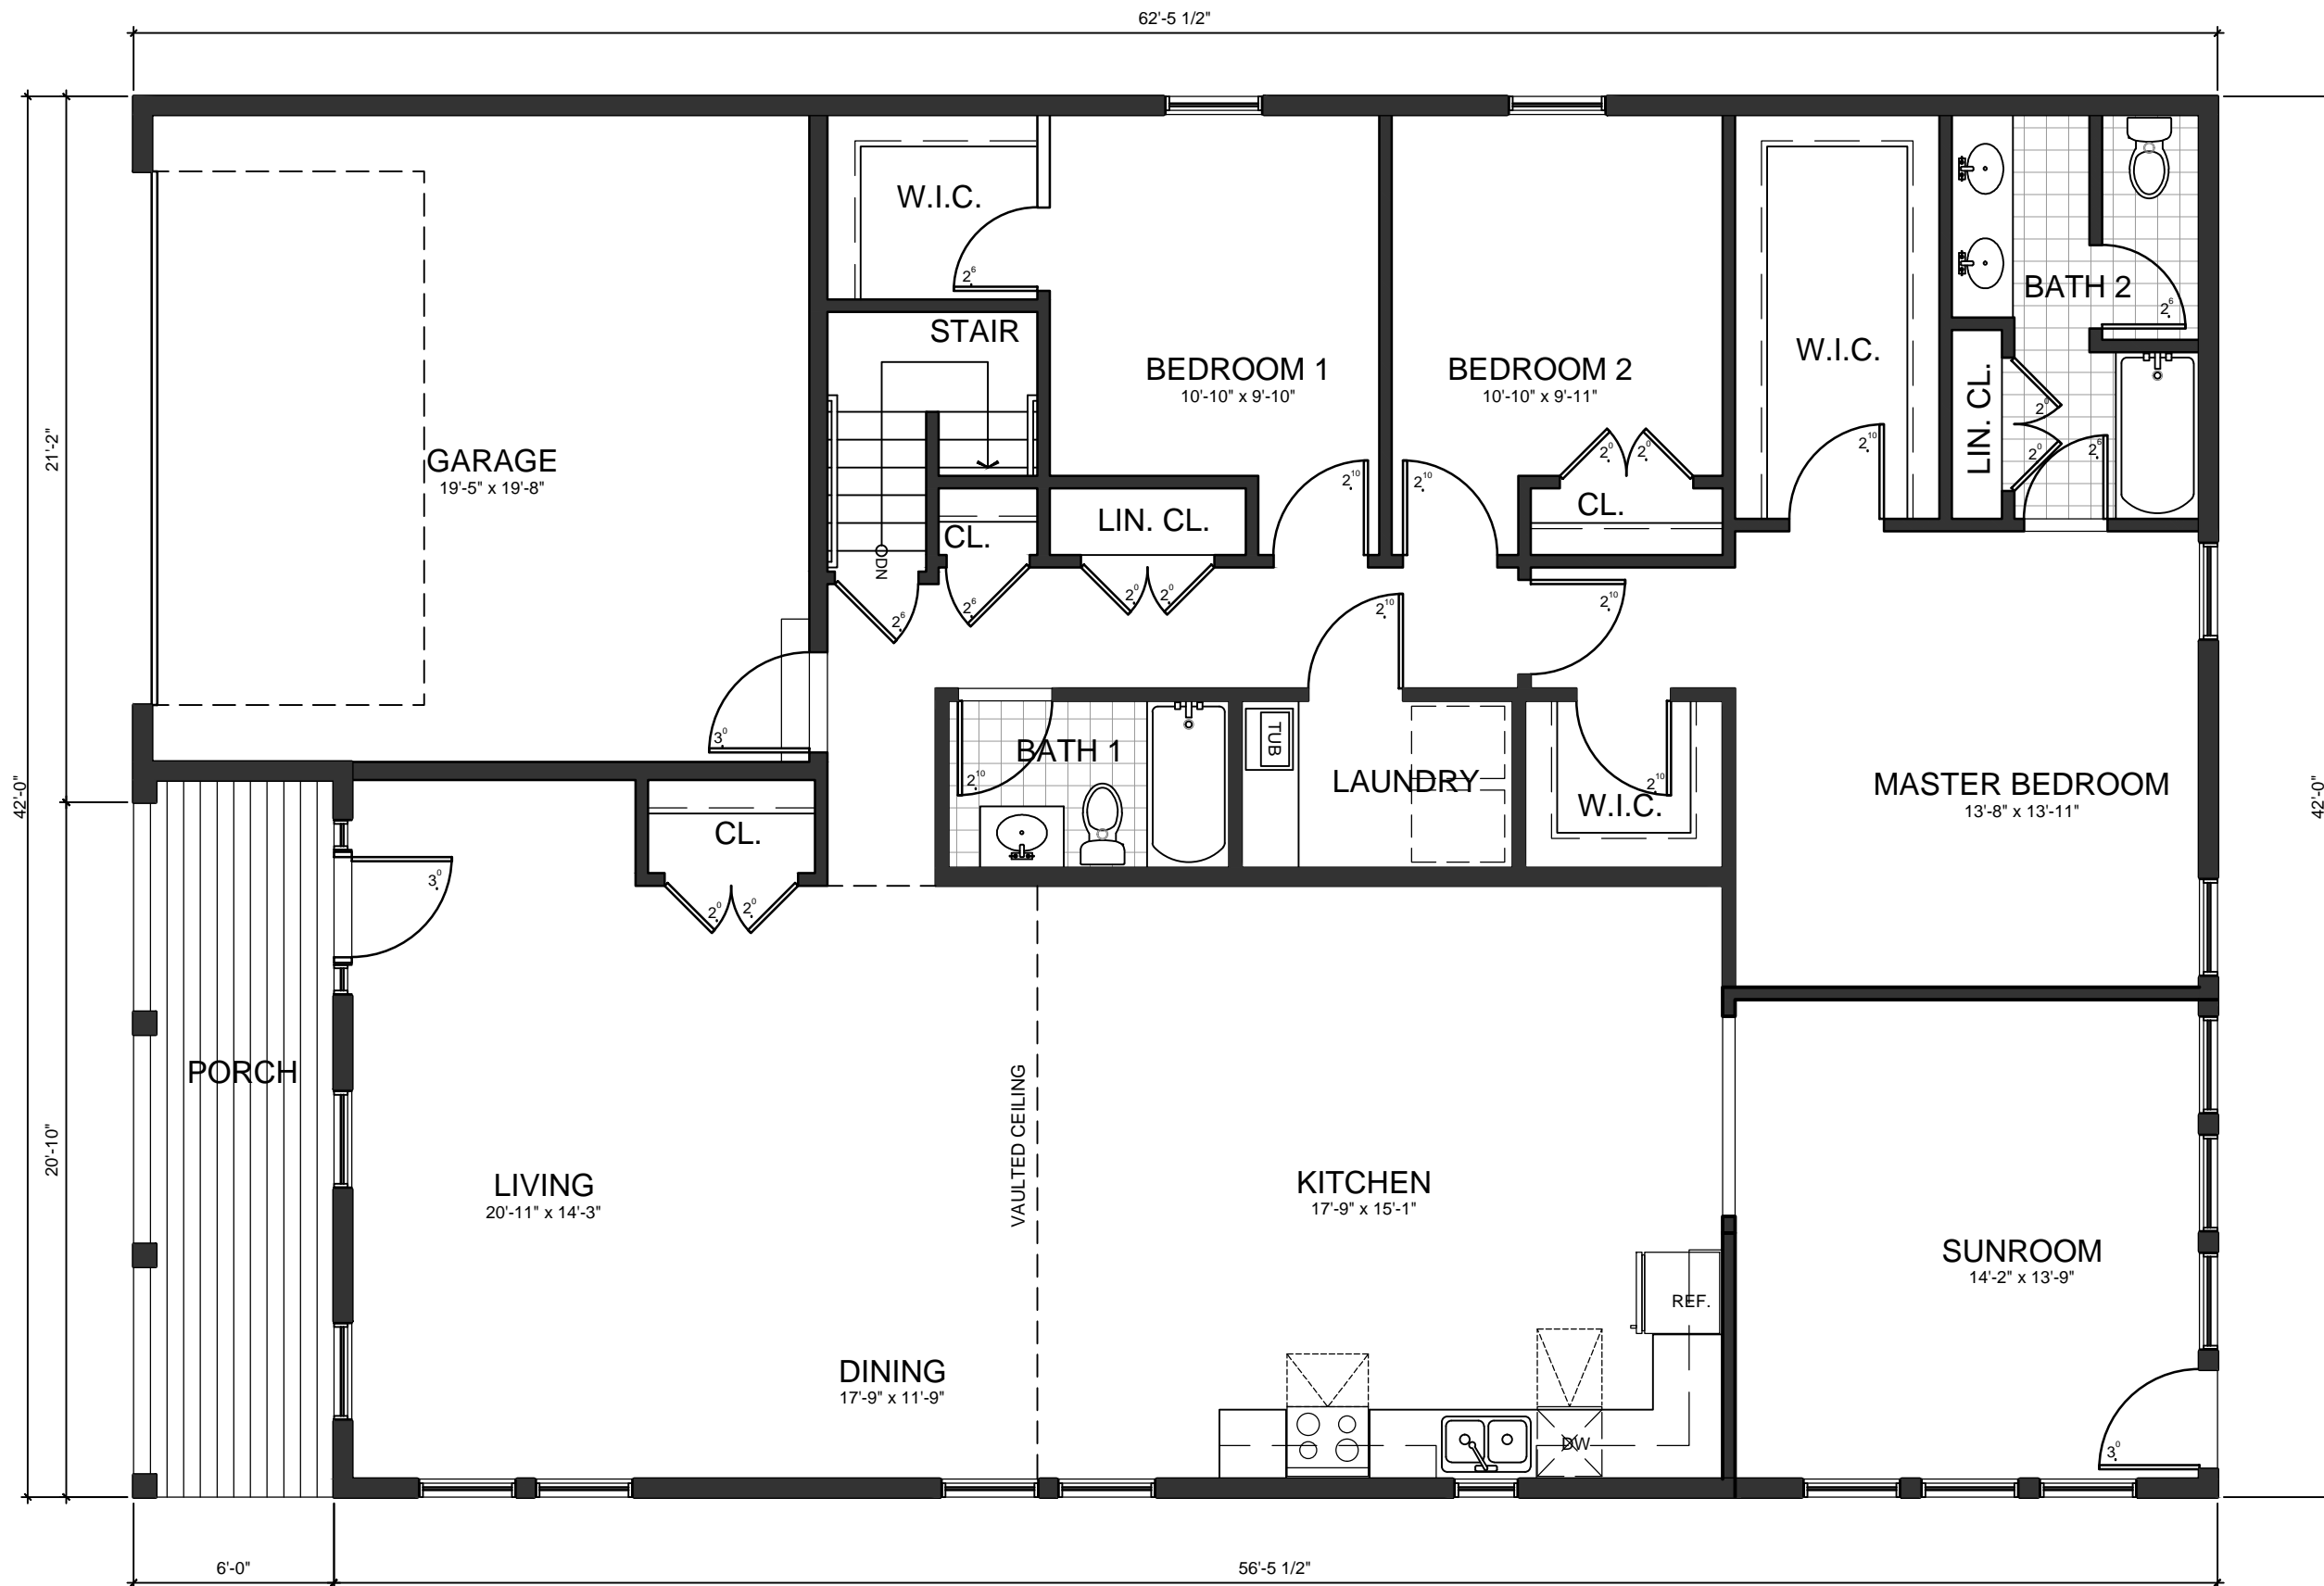 62'-5 1/2"
W.I.C.
2⁶
STAIR
BEDROOM 1
10'-10" x 9'-10"
BEDROOM 2
10'-10" x 9'-11"
W.I.C.
BATH 2
2⁶
LIN. CL.
2⁰
2⁰
2⁶
2¹⁰
21'-2"
GARAGE
19'-5" x 19'-8"
2¹⁰
2¹⁰
2⁰
2⁰
CL.
LIN. CL.
CL.
DN
2⁶
2⁶
2⁰
2⁰
2¹⁰
2¹⁰
3⁰
BATH 1
2¹⁰
TUB
LAUNDRY
2¹⁰
W.I.C.
MASTER BEDROOM
13'-8" x 13'-11"
42'-0"
42'-0"
CL.
2⁰
2⁰
3⁰
PORCH
VAULTED CEILING
20'-10"
LIVING
20'-11" x 14'-3"
KITCHEN
17'-9" x 15'-1"
SUNROOM
14'-2" x 13'-9"
REF.
DINING
17'-9" x 11'-9"
DW
3⁰
6'-0"
56'-5 1/2"